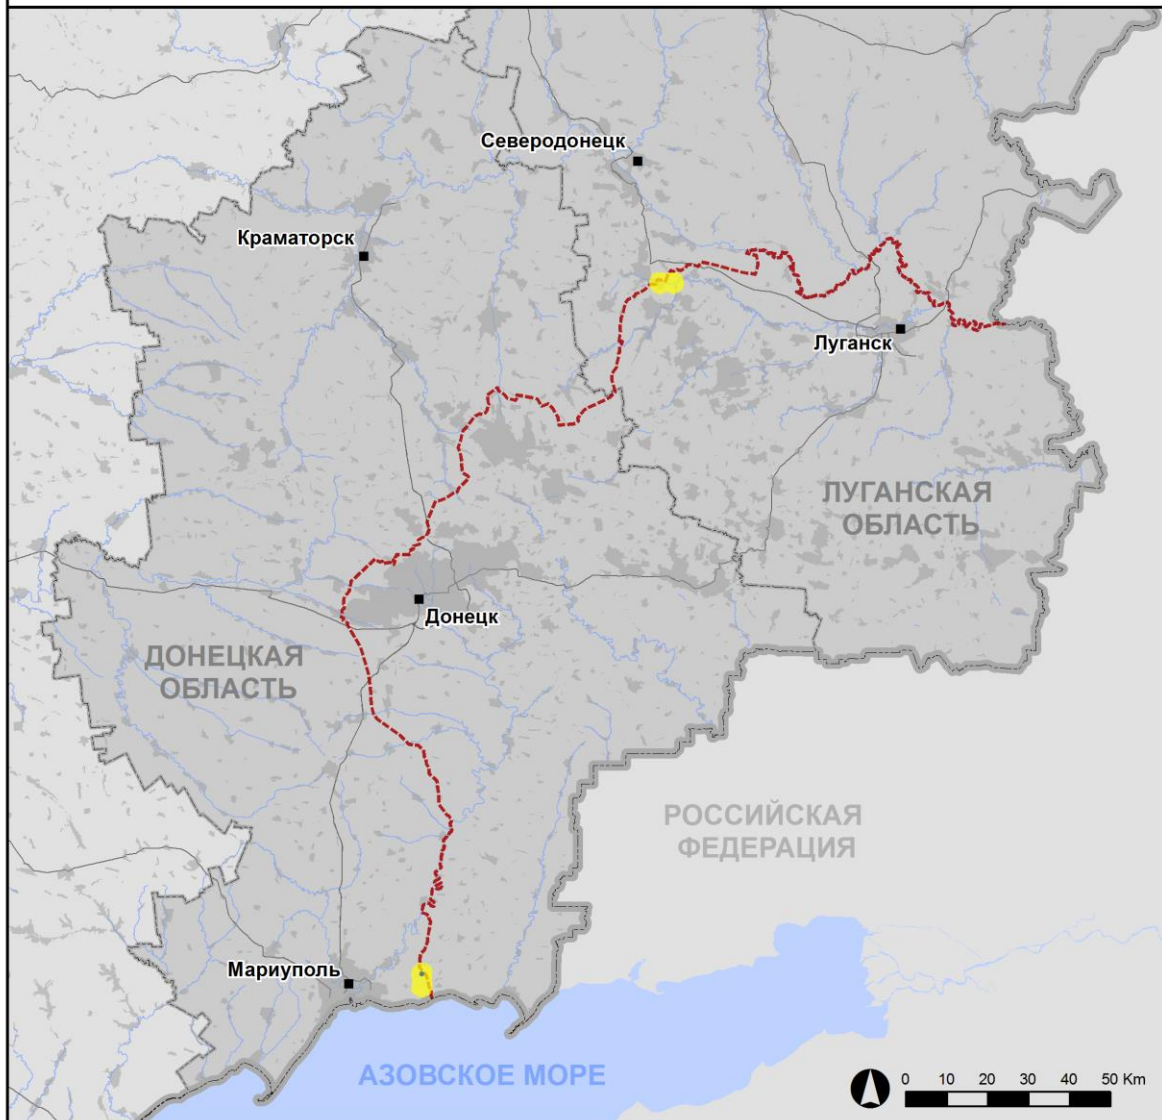 Северодонецк
Краматорск
Луганск
ЛУГАНСКАЯ
ОБЛАСТЬ
Донецк
ДОНЕЦКАЯ
ОБЛАСТЬ
РОССИЙСКАЯ
ФЕДЕРАЦИЯ
Мариуполь
АЗОВСКОЕ МОРЕ
0 10 20 30 40 50 Km